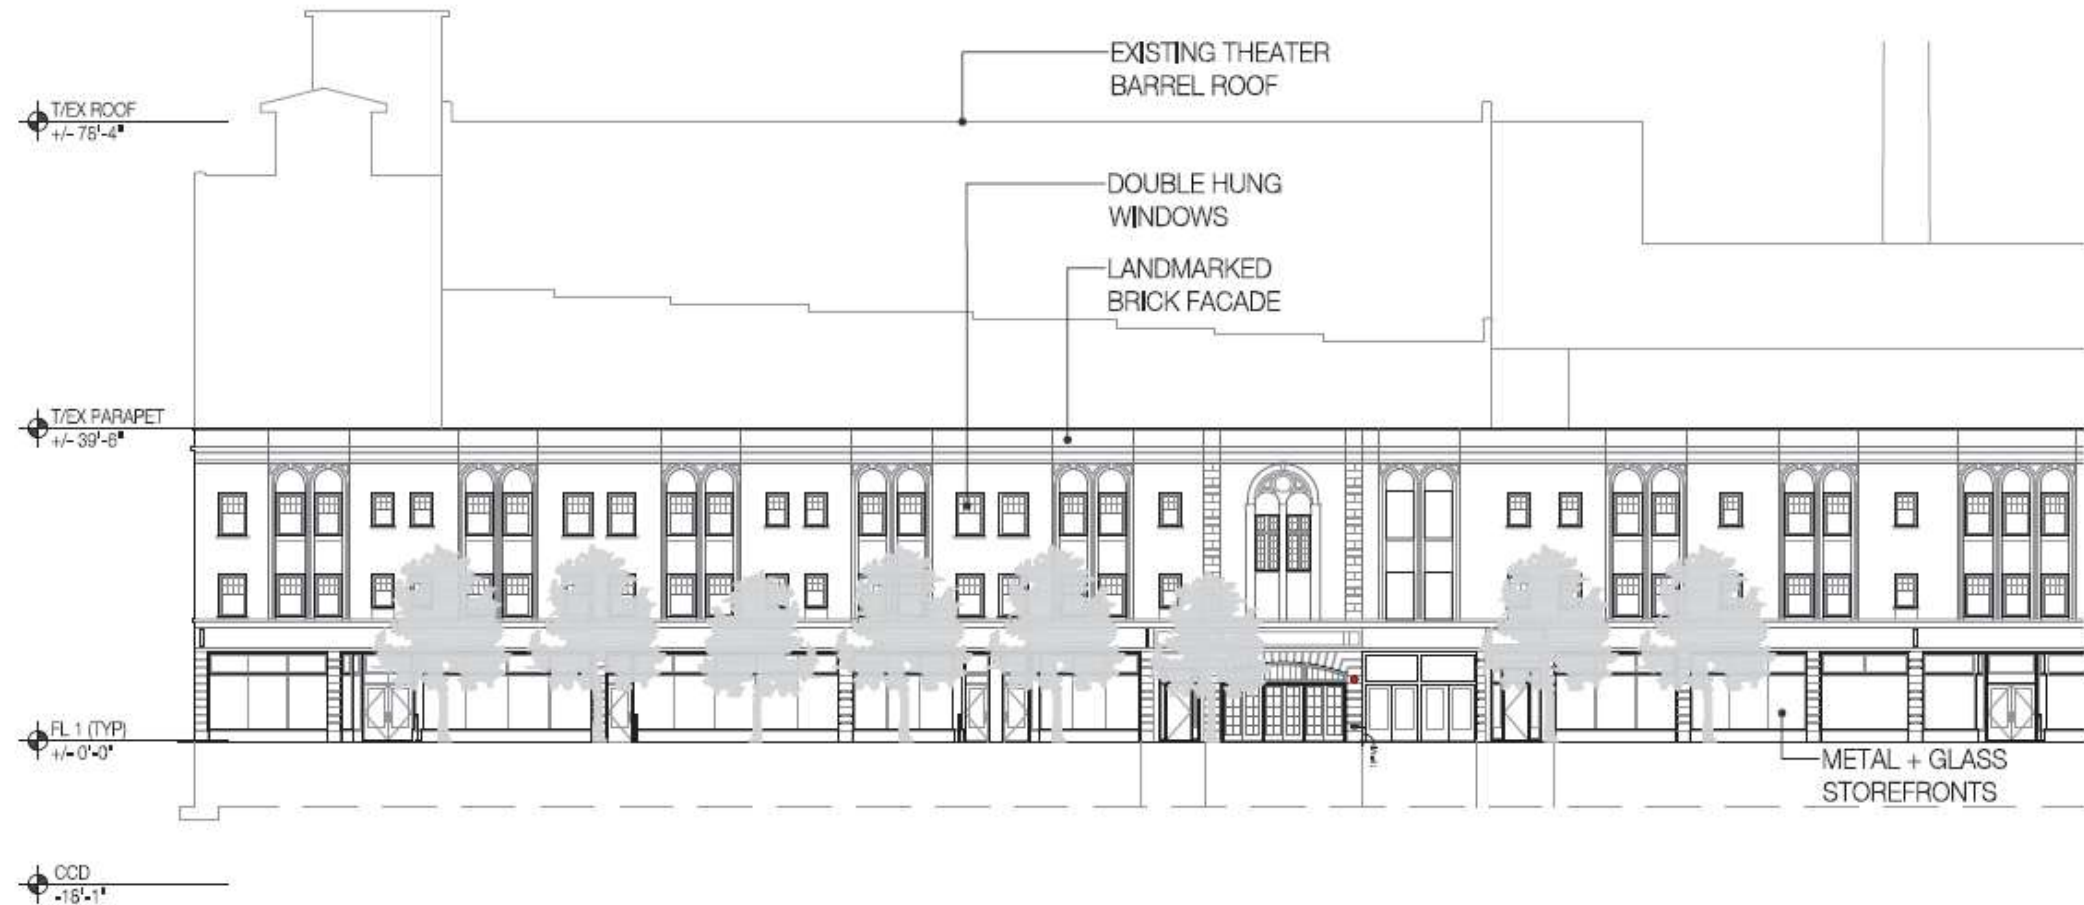 EXISTING THEATER
BARREL ROOF
T/EX ROOF
+/- 78'-4"
DOUBLE HUNG
WINDOWS
LANDMARKED
BRICK FACADE
T/EX PARAPET
+/- 39'-6"
FL 1 (TYP)
+/- 0'-0"
METAL + GLASS
STOREFRONTS
CCD
-18'-1"